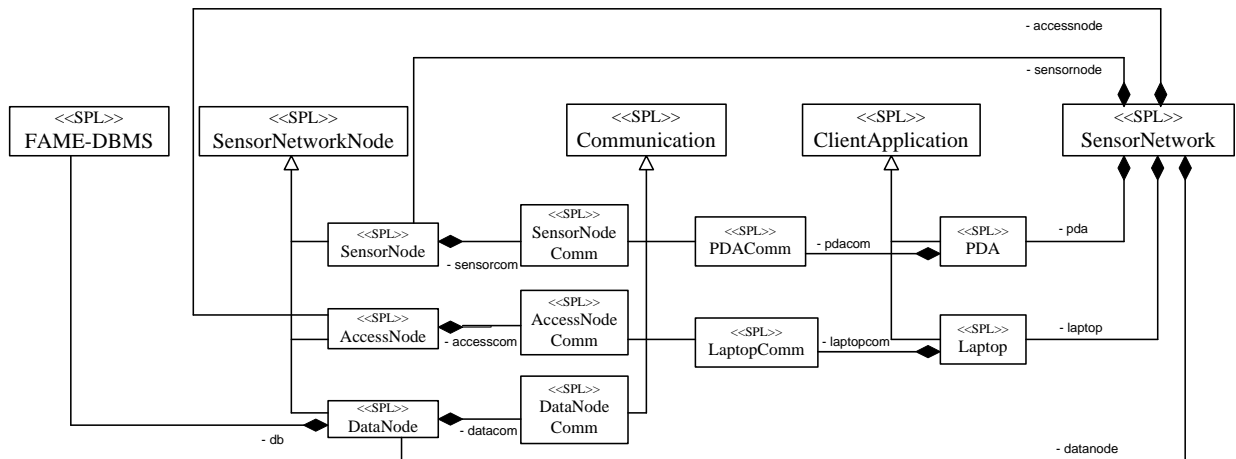 - accessnode
- sensornode
<<SPL>>
FAME-DBMS
<<SPL>>
SensorNetworkNode
<<SPL>>
Communication
<<SPL>>
ClientApplication
<<SPL>>
SensorNetwork
<<SPL>>
SensorNode
- sensorcom
<<SPL>>
SensorNode
Comm
<<SPL>>
PDAComm
- pdacom
<<SPL>>
PDA
- pda
<<SPL>>
AccessNode
- accesscom
<<SPL>>
AccessNode
Comm
<<SPL>>
LaptopComm
- laptopcom
<<SPL>>
Laptop
- laptop
- db
<<SPL>>
DataNode
- datacom
<<SPL>>
DataNode
Comm
- datanode